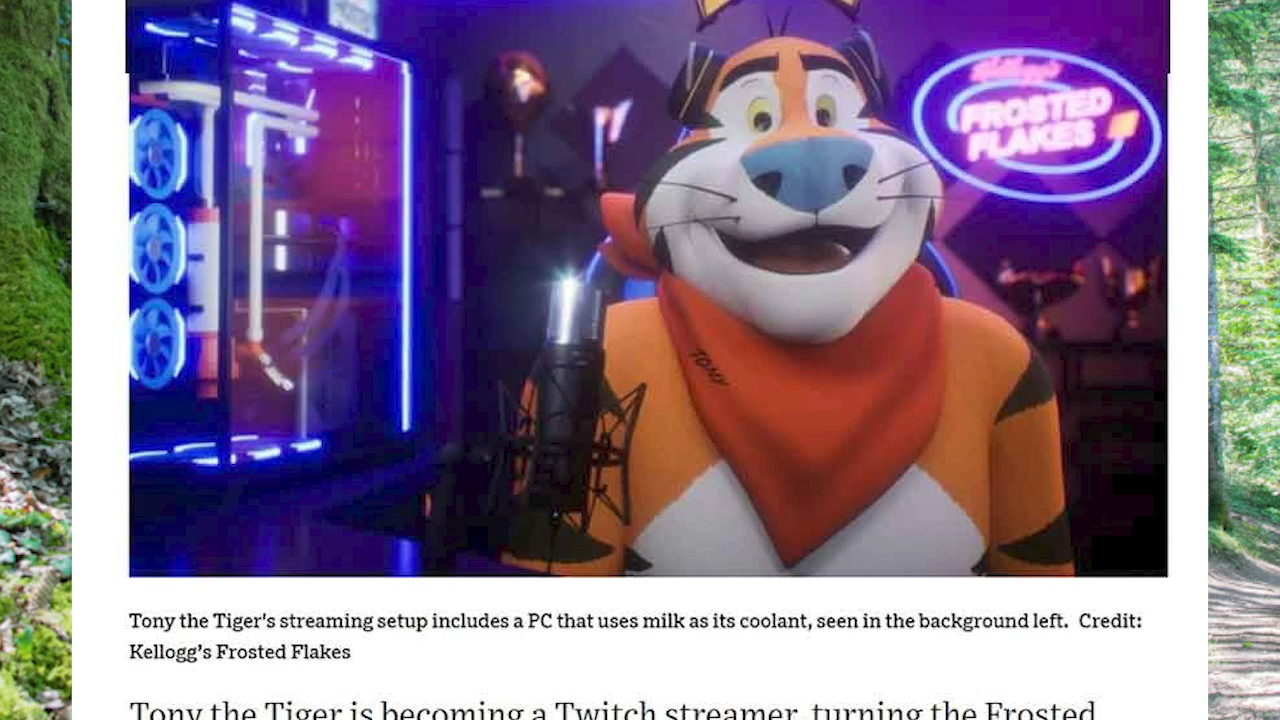 Kellogg's
FROSTED
FLAKES
TONY
Tony the Tiger's streaming setup includes a PC that uses milk as its coolant, seen in the background left. Credit:
Kellogg's Frosted Flakes
Tony the Tiger is becoming a Twitch streamer, turning the Frosted